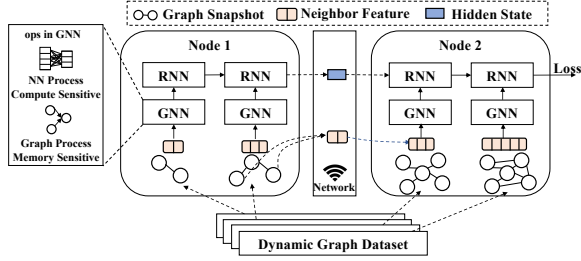 Graph Snapshot
Neighbor Feature
Hidden State
ops in GNN
NN Process
Compute Sensitive
Graph Process
Memory Sensitive
Node 1
RNN
RNN
GNN
GNN
Network
Node 2
RNN
RNN
Loss
GNN
GNN
Dynamic Graph Dataset